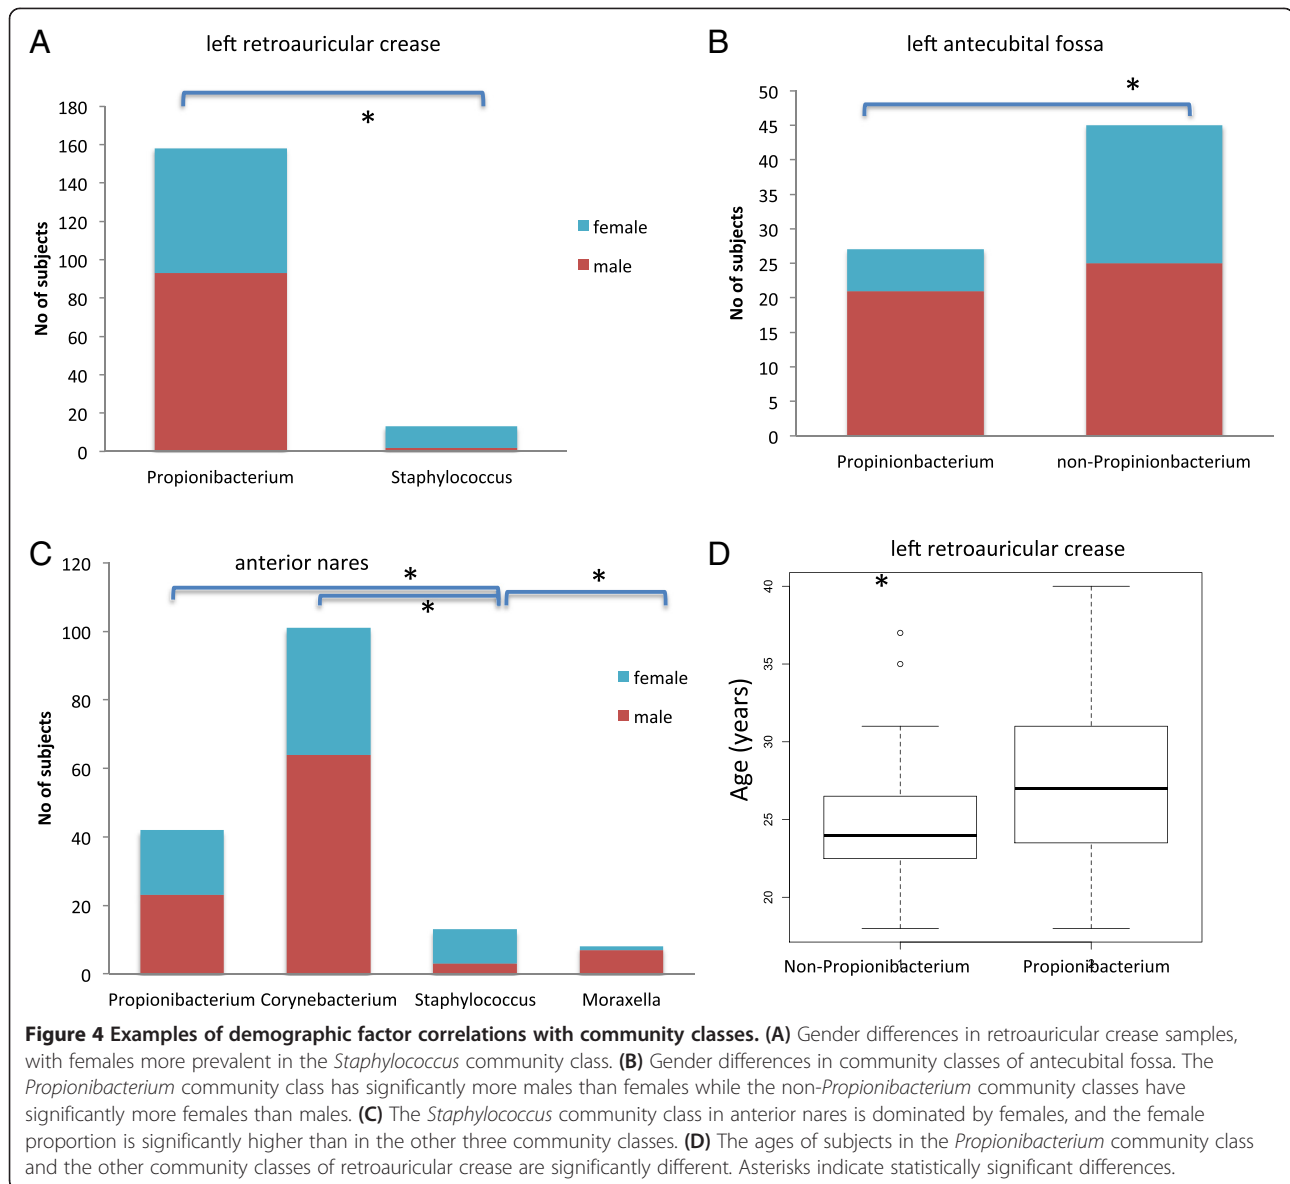 A
left retroauricular crease
*
180
160
140
120
100
80
60
40
20
0
No of subjects
Propionibacterium
Staphylococcus
female
male
B
left antecubital fossa
*
50
45
40
35
30
25
20
15
10
5
0
No of subjects
Propinionbacterium
non-Propinionbacterium
C
anterior nares
*
*
*
120
100
80
60
40
20
0
No of subjects
Propionibacterium Corynebacterium Staphylococcus Moraxella
female
male
D
left retroauricular crease
*
40
35
30
25
20
Age (years)
Non-Propionibacterium
Propionibacterium
Figure 4 Examples of demographic factor correlations with community classes. (A) Gender differences in retroauricular crease samples,
with females more prevalent in the Staphylococcus community class. (B) Gender differences in community classes of antecubital fossa. The
Propionibacterium community class has significantly more males than females while the non-Propionibacterium community classes have
significantly more females than males. (C) The Staphylococcus community class in anterior nares is dominated by females, and the female
proportion is significantly higher than in the other three community classes. (D) The ages of subjects in the Propionibacterium community class
and the other community classes of retroauricular crease are significantly different. Asterisks indicate statistically significant differences.